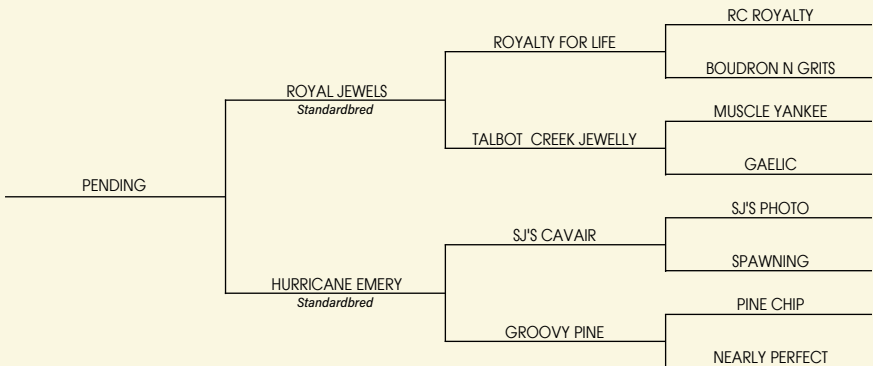 RC ROYALTY
ROYALTY FOR LIFE
BOUDRON N GRITS
ROYAL JEWELS
Standardbred
MUSCLE YANKEE
TALBOT CREEK JEWELLY
GAELIC
PENDING
SJ'S PHOTO
SJ'S CAVAIR
SPAWNING
HURRICANE EMERY
Standardbred
PINE CHIP
GROOVY PINE
NEARLY PERFECT